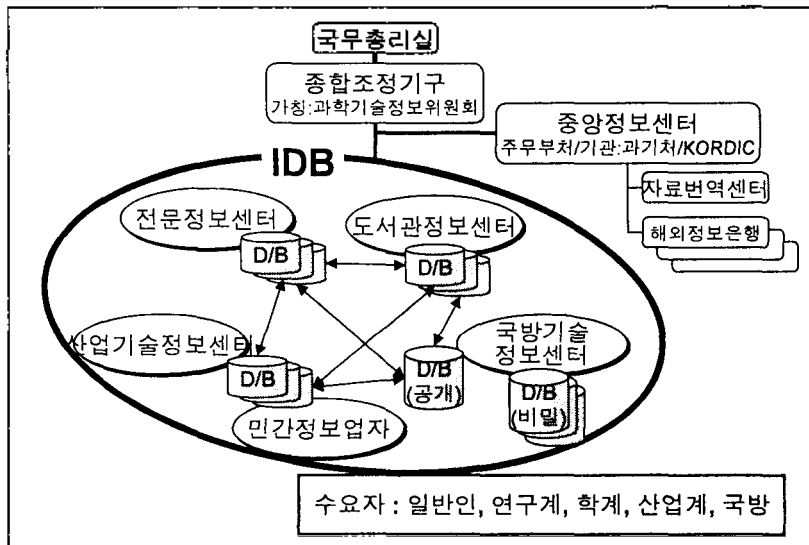 국무총리실
종합조정기구
가칭:과학기술정보위원회
중앙정보센터
주무부처/기관:과기처/KORDIC
자료번역센터
해외정보은행
IDB
전문정보센터
D/B
도서관정보센터
D/B
산업기술정보센터
D/B
민간정보업자
D/B
(공개)
국방기술
정보센터
D/B
(비밀)
수요자 : 일반인, 연구계, 학계, 산업계, 국방